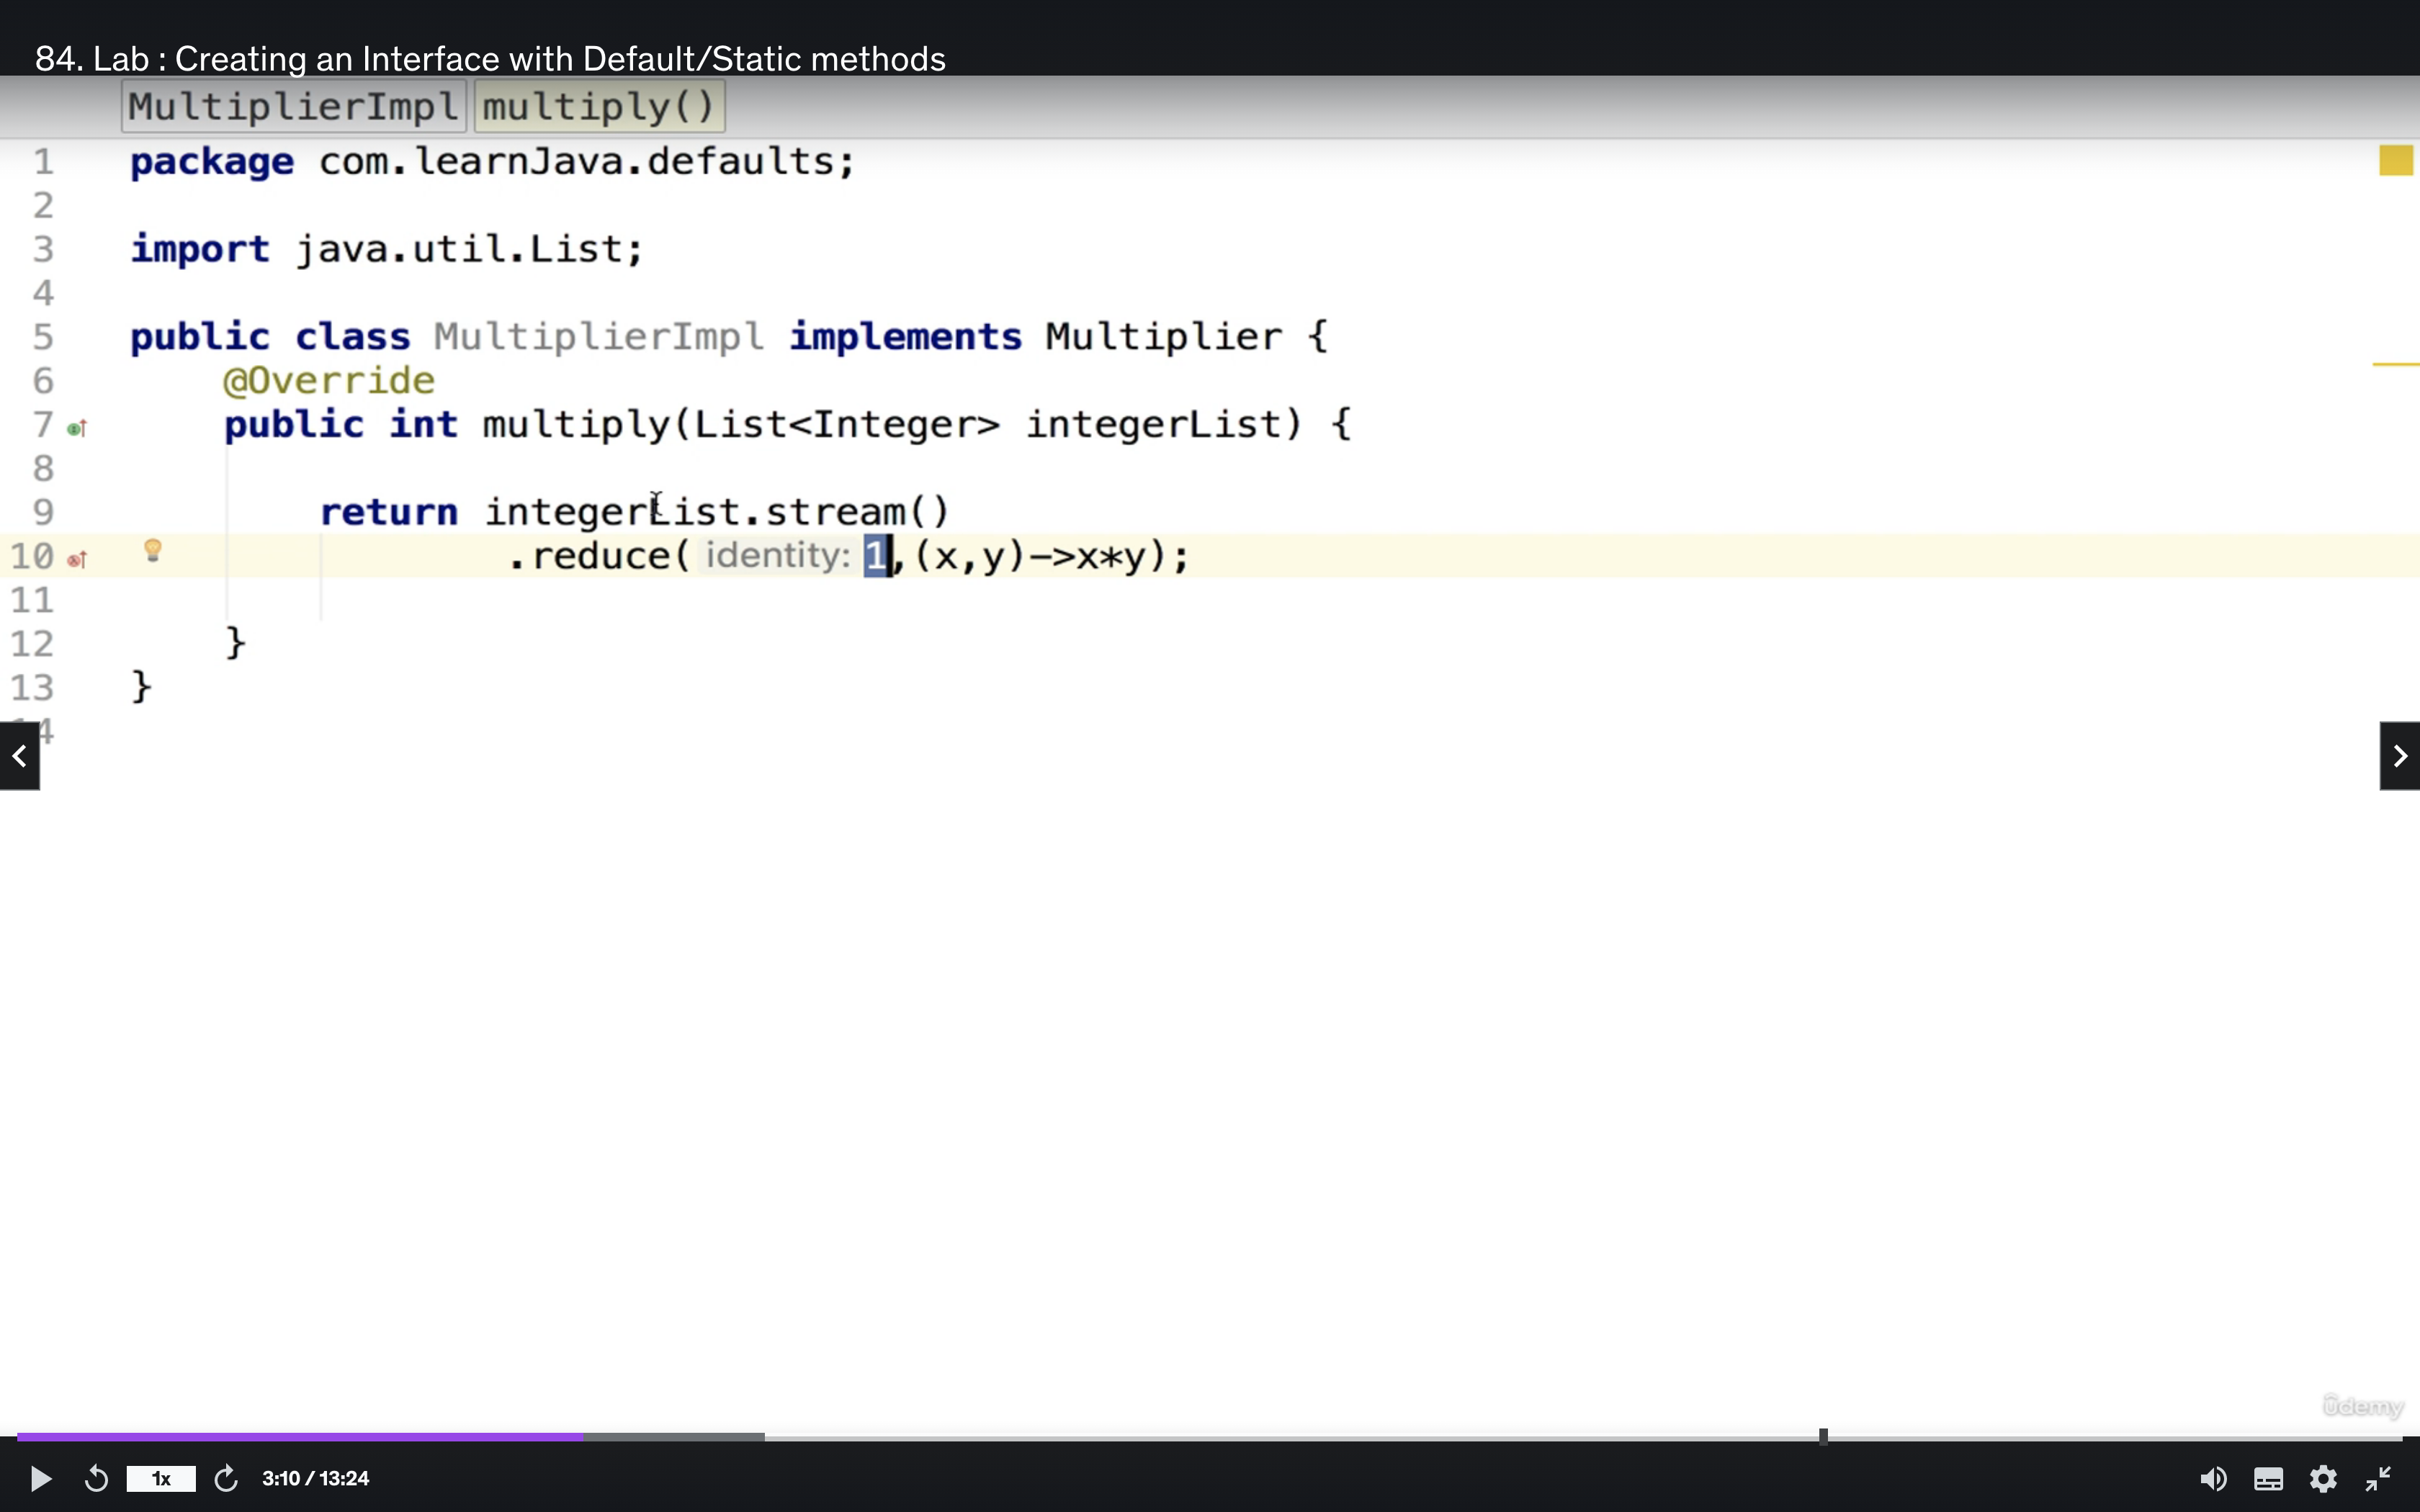 84. Lab : Creating an Interface with Default/Static methods
MultiplierImpl multiply()
1 package com.learnJava.defaults;
2
3 import java.util.List;
4
5 public class MultiplierImpl implements Multiplier {
6 @Override
7 public int multiply(List<Integer> integerList) {
8
9 return integerList.stream()
10 .reduce( identity: 1,(x,y)->x*y);
11
12 }
13 }
14
udemy
1x 3:10 / 13:24